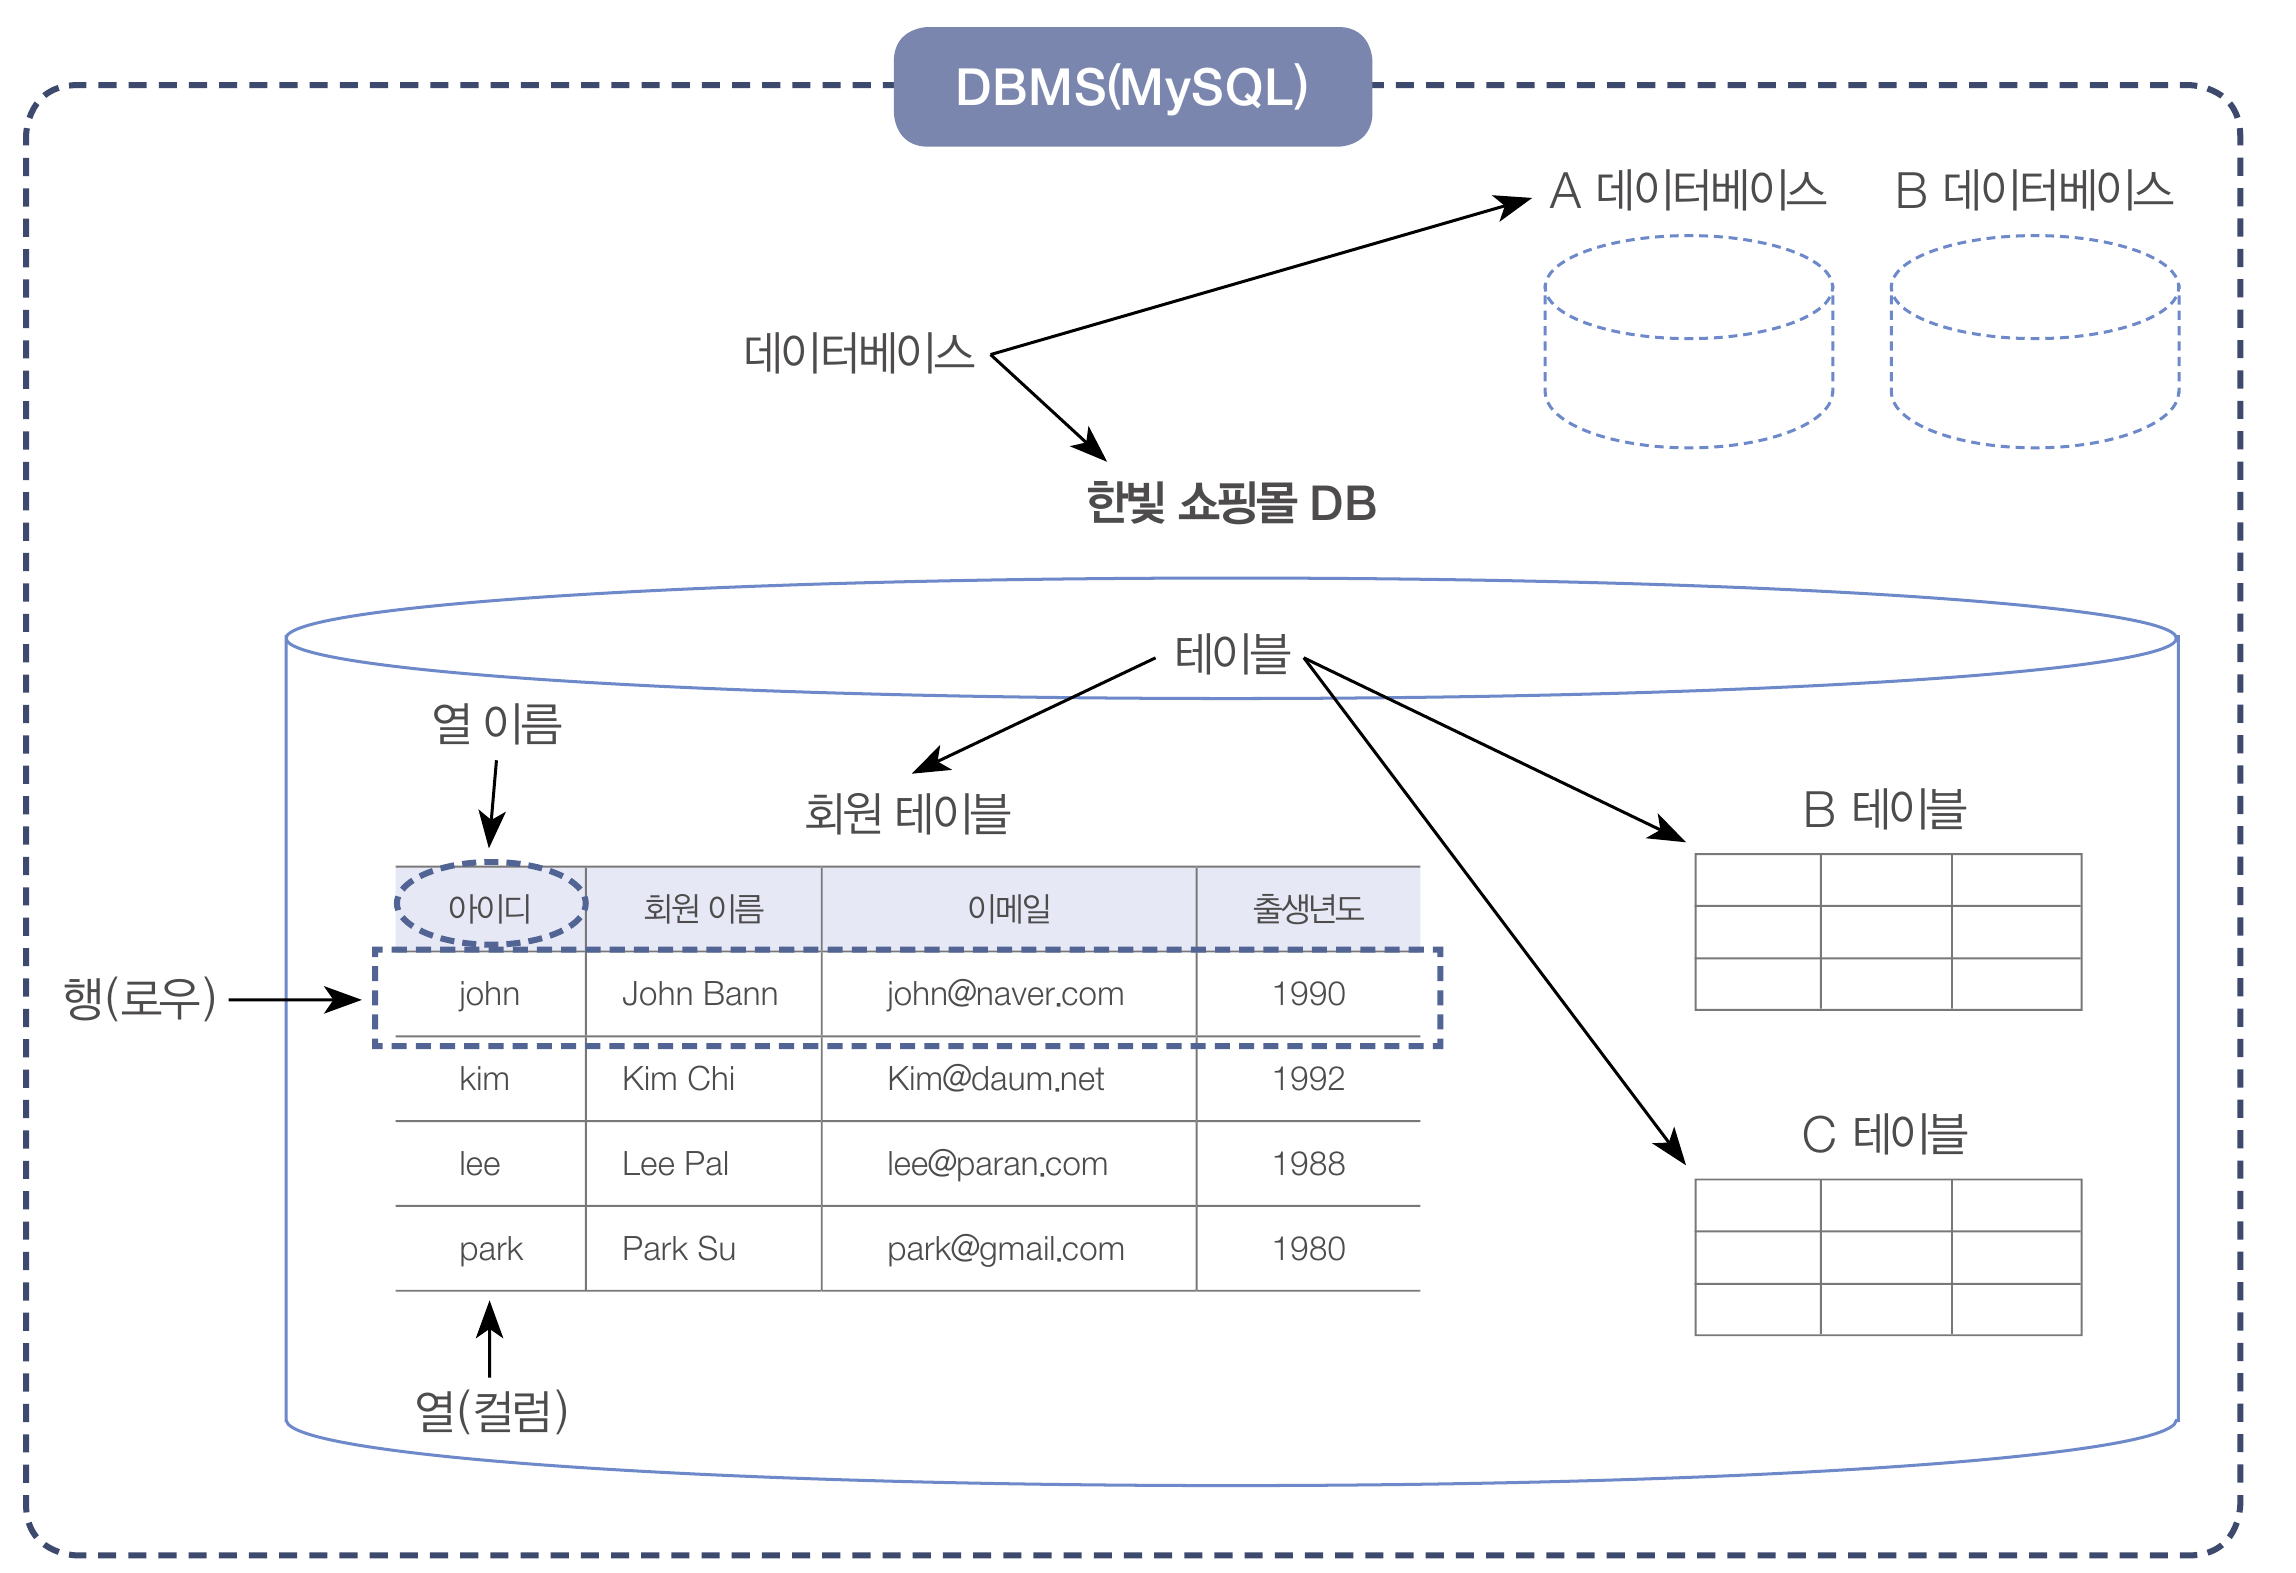 DBMS(MySQL)
A 데이터베이스 B 데이터베이스
데이터베이스
한빛 쇼핑몰 DB
테이블
열 이름
회원 테이블
B 테이블
아이디 회원 이름 이메일 출생년도
행(로우)
john John Bann john@naver.com 1990
kim Kim Chi Kim@daum.net 1992
lee Lee Pal lee@paran.com 1988
park Park Su park@gmail.com 1980
C 테이블
열(컬럼)